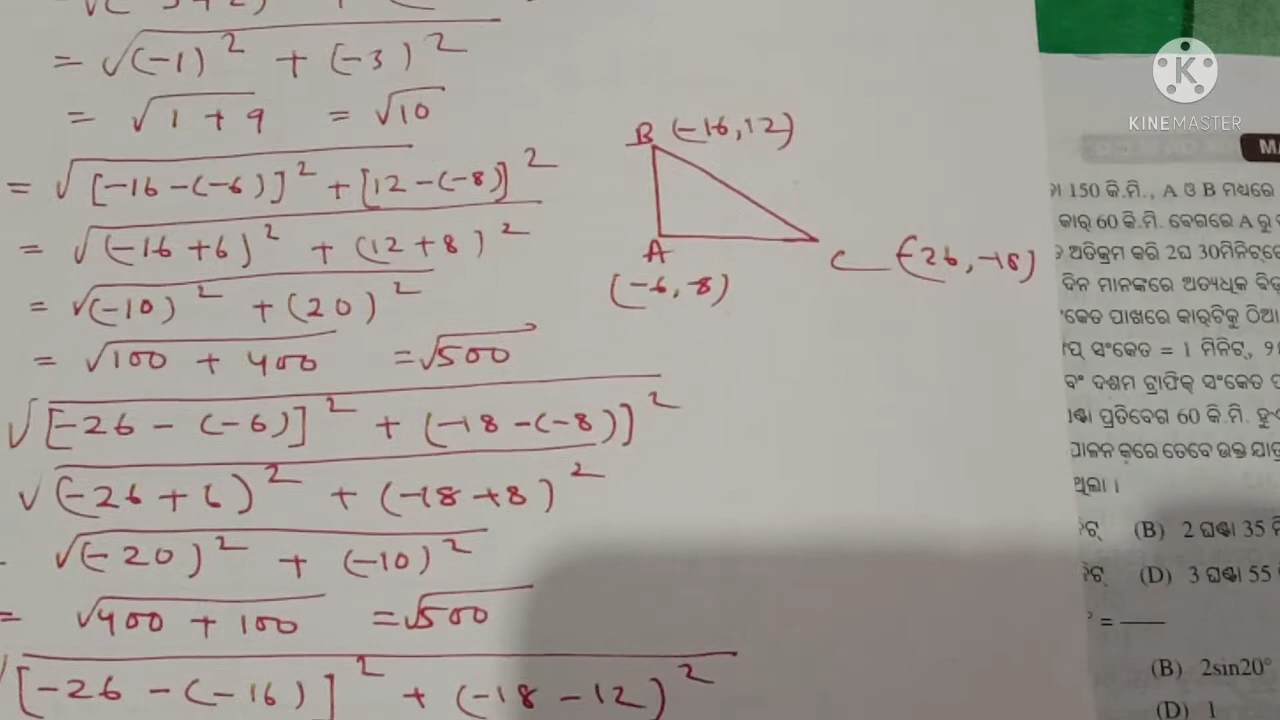 = √(-1)² + (-3)²
= √1 + 9 = √10
= √[-16-(-6)]² + [12-(-8)]²
= √(-16+6)² + (12+8)²
= √(-10)² + (20)²
= √100 + 400 = √500
√[-26 - (-6)]² + (-18-(-8)]²
√(-26+6)² + (-18+8)²
√(-20)² + (-10)²
= √400 + 100 = √500
√[-26 - (-16)]² + (-18-12)²
B (-16,12)
A
(-6,-8)
C (-26,-18)
KINEMASTER
150 କି.ମି., A ଓ B ମଧ୍ୟରେ
କାର୍ 60 କି.ମି. ବେଗରେ A ରୁ
ଅତିକ୍ରମ କରି 2ଘ 30ମିନିଟ୍‌ରେ
ଦିନ ମାନଙ୍କରେ ଅତ୍ୟଧିକ
ପାଖରେ କାର୍‌ଟିକୁ ଠିଆ
ସଂକେତ = 1 ମିନିଟ୍,
ଦଶମ ଟ୍ରାଫିକ୍ ସଂକେତ
ପ୍ରତିବେଗ 60 କି.ମି.
ତେବେ ଉକ୍ତ
ଥିଲା ।
(B) 2 ଘଣ୍ଟା 35
(D) 3 ଘଣ୍ଟା 55
=
(B) 2sin20°
(D) 1